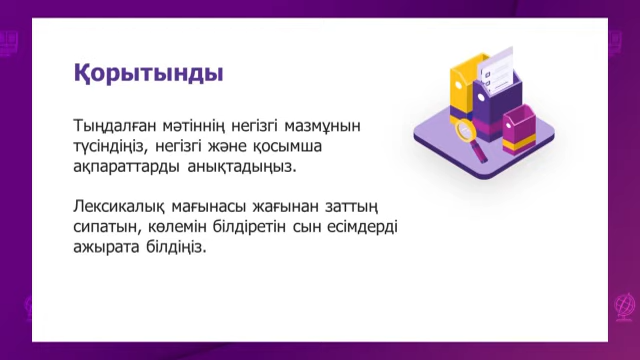 Қорытынды
Тыңдалған мәтіннің негізгі мазмұнын
түсіндіңіз, негізгі және қосымша
ақпараттарды анықтадыңыз.
Лексикалық мағынасы жағынан заттың
сипатын, көлемін білдіретін сын есімдерді
ажырата білдіңіз.